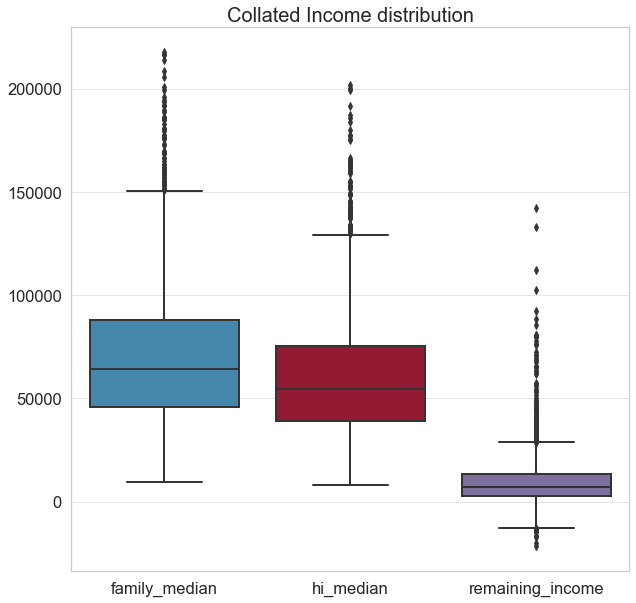 Collated Income distribution
200000
150000
100000
50000
0
family_median hi_median remaining_income